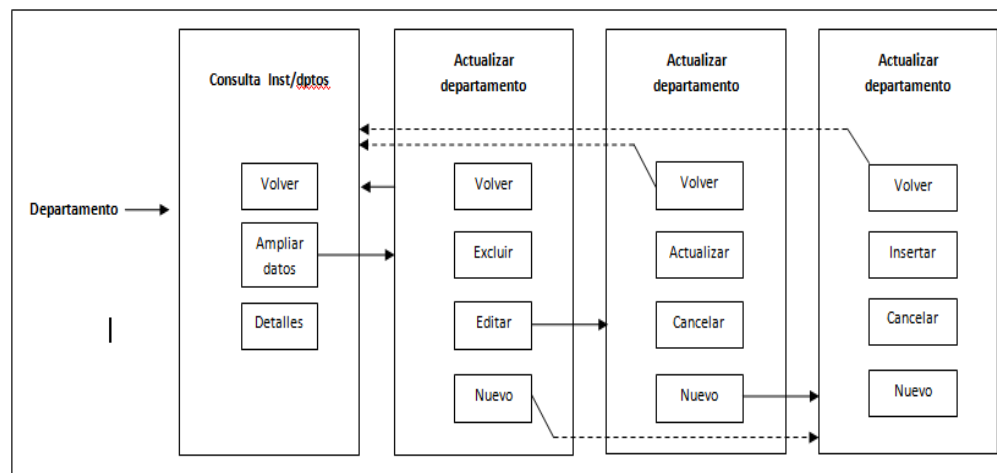 Departamento
Consulta Inst/dptos
Volver
Ampliar
datos
Detalles
Actualizar
departamento
Volver
Excluir
Editar
Nuevo
Actualizar
departamento
Volver
Actualizar
Cancelar
Nuevo
Actualizar
departamento
Volver
Insertar
Cancelar
Nuevo